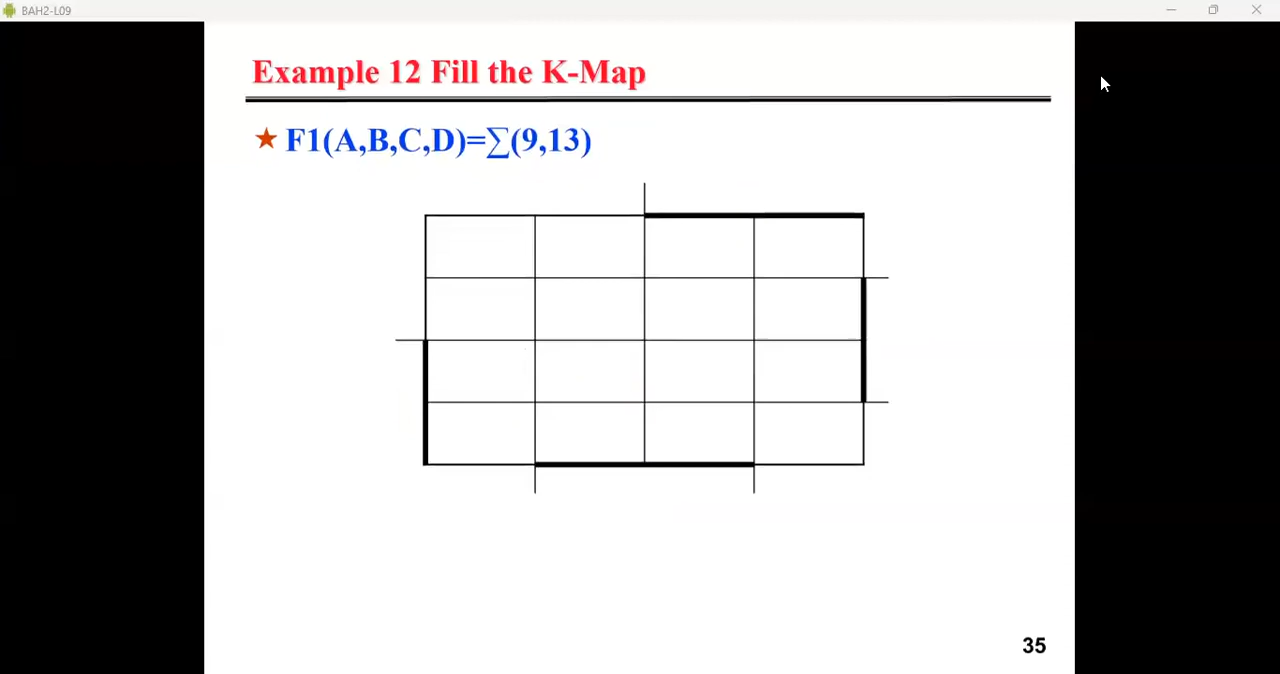 BAH2-L09
Example 12 Fill the K-Map
★ F1(A,B,C,D)=∑(9,13)
35